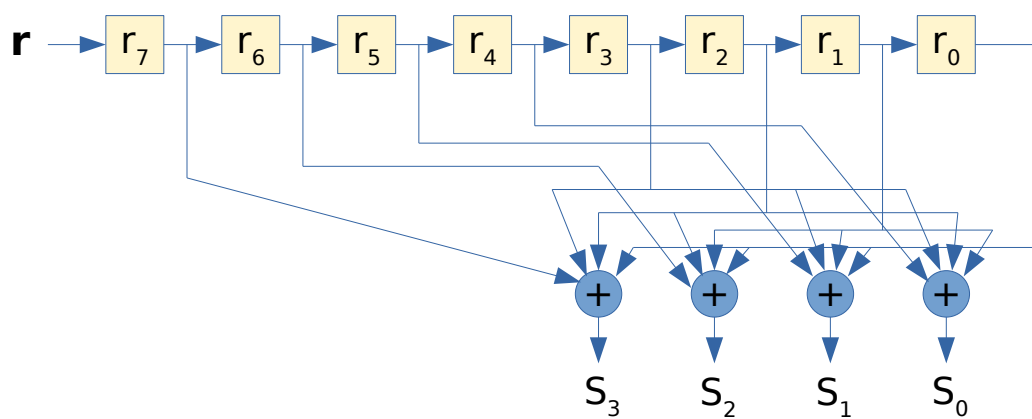 r r₇ r₆ r₅ r₄ r₃ r₂ r₁ r₀
+ + + +
S₃ S₂ S₁ S₀